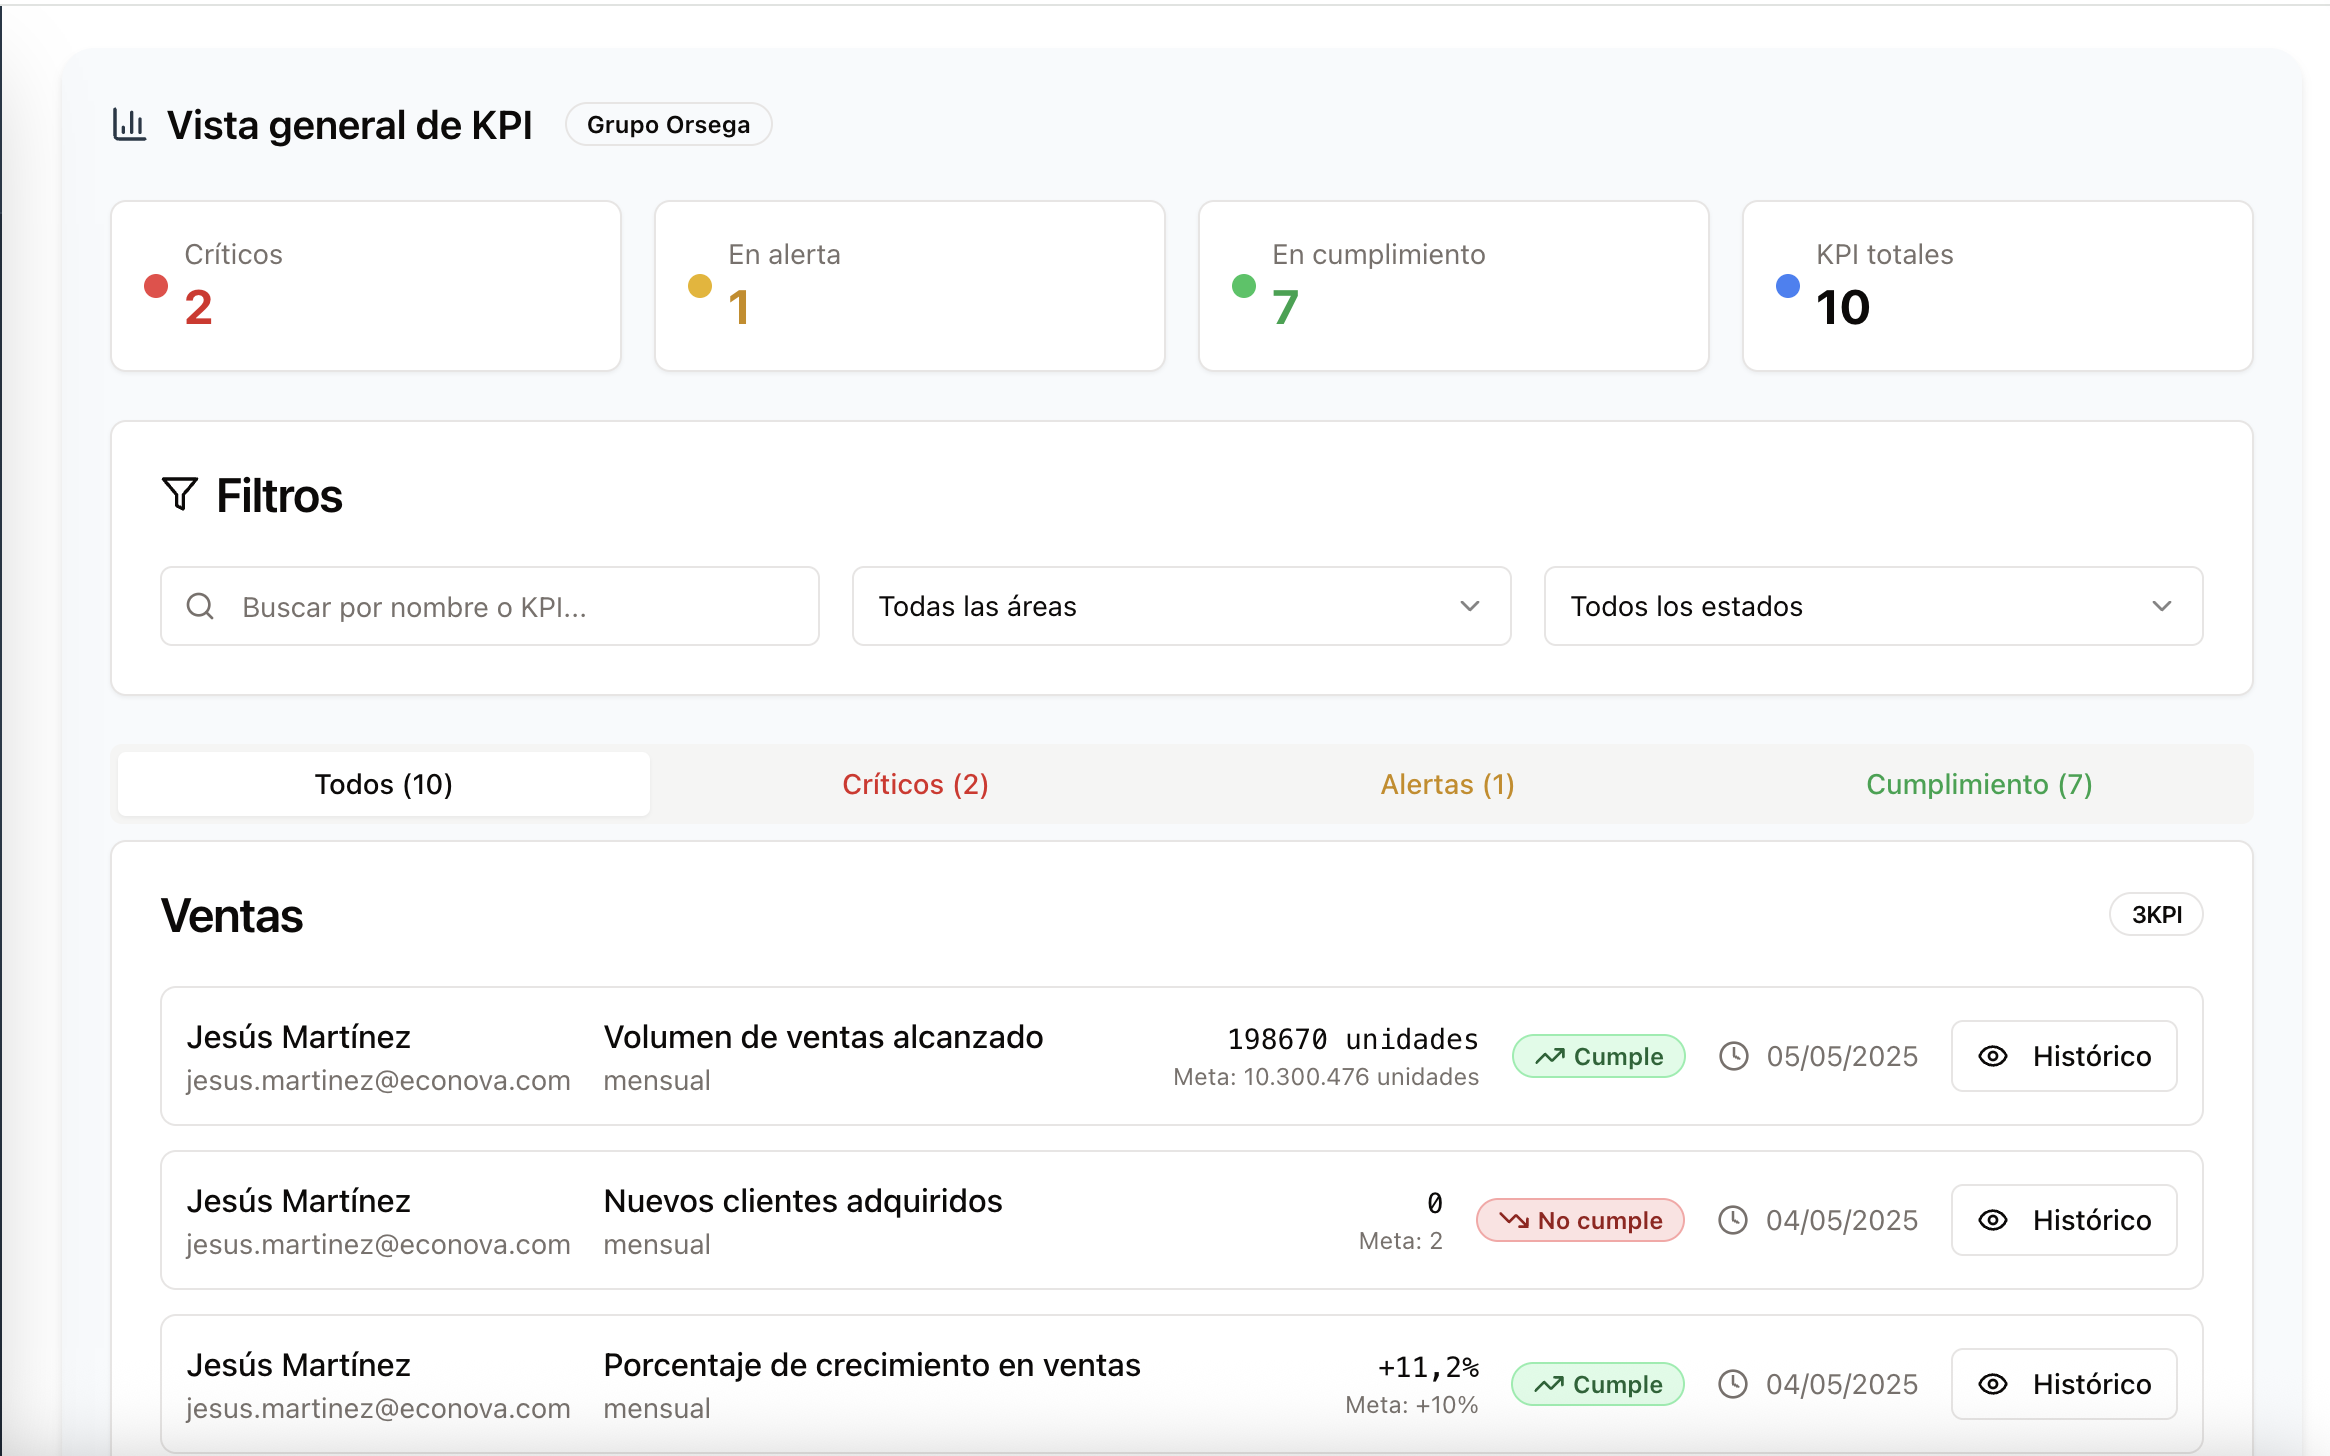 Vista general de KPI
Grupo Orsega
Críticos
2
En alerta
1
En cumplimiento
7
KPI totales
10
Filtros
Buscar por nombre o KPI...
Todas las áreas
Todos los estados
Todos (10)
Críticos (2)
Alertas (1)
Cumplimiento (7)
Ventas
3KPI
Jesús Martínez
jesus.martinez@econova.com
Volumen de ventas alcanzado
mensual
198670 unidades
Meta: 10.300.476 unidades
Cumple
05/05/2025
Histórico
Jesús Martínez
jesus.martinez@econova.com
Nuevos clientes adquiridos
mensual
0
Meta: 2
No cumple
04/05/2025
Histórico
Jesús Martínez
jesus.martinez@econova.com
Porcentaje de crecimiento en ventas
mensual
+11,2%
Meta: +10%
Cumple
04/05/2025
Histórico